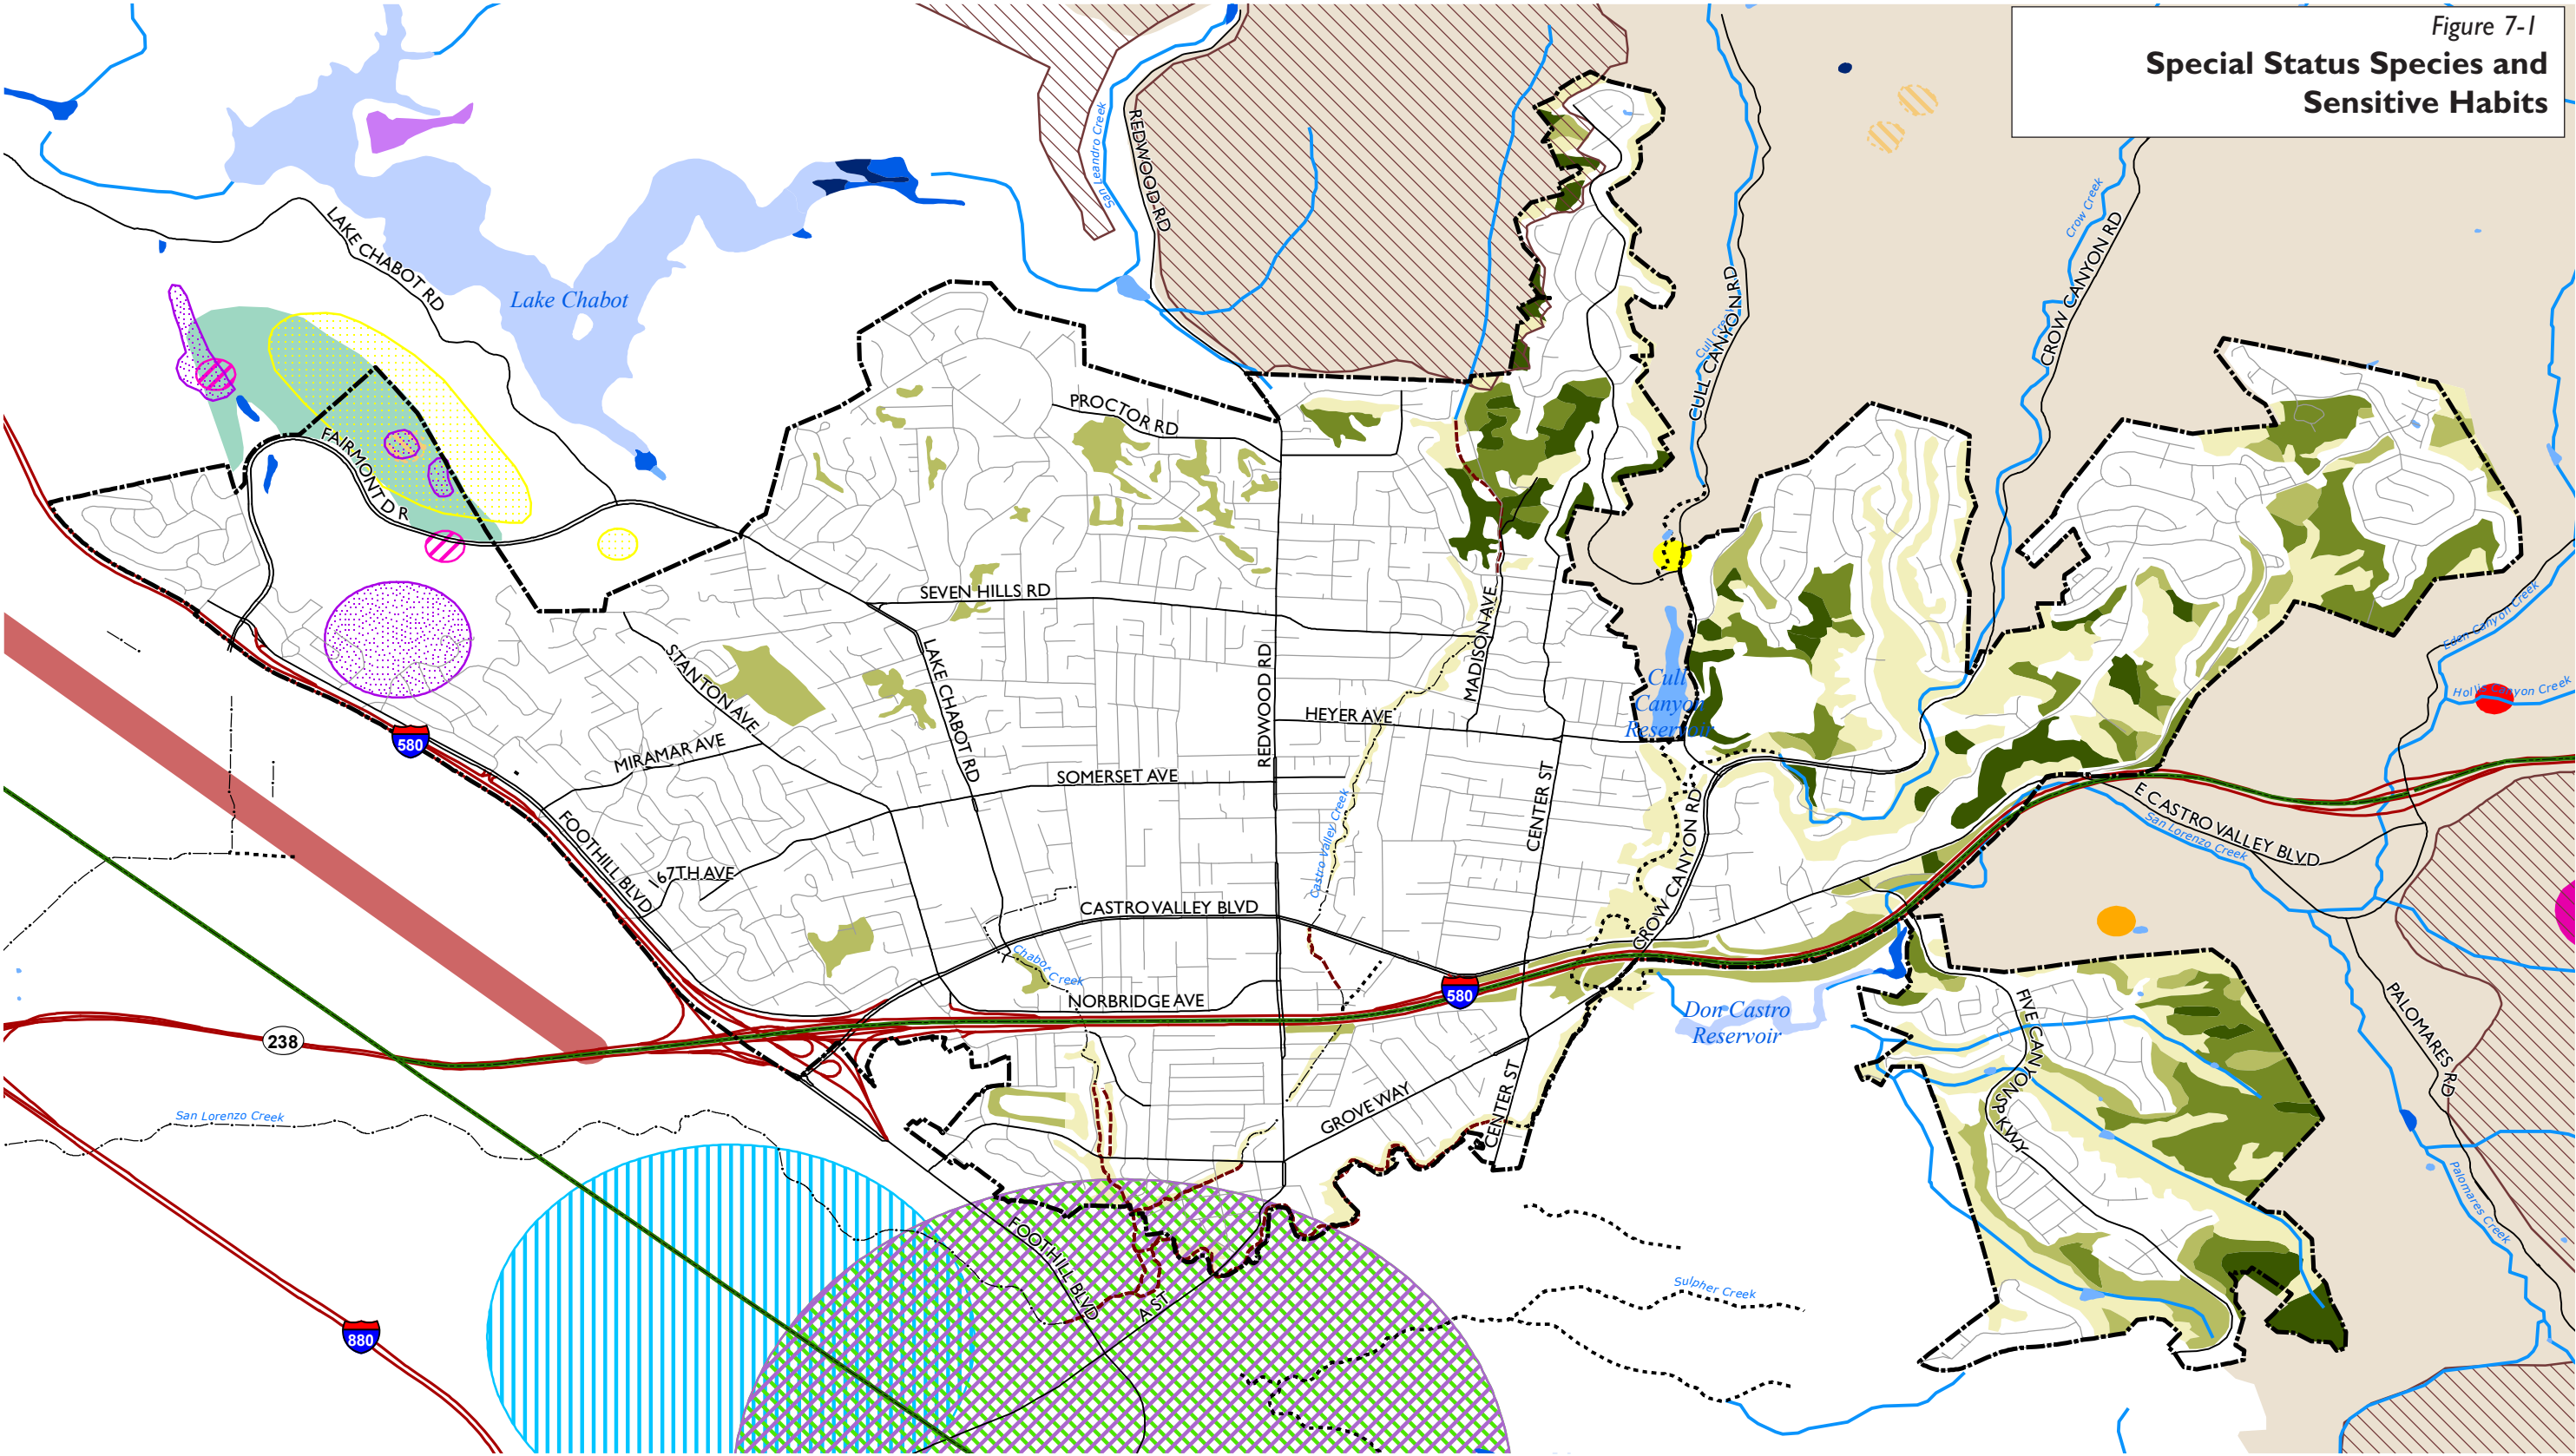 Figure 7-1
Special Status Species and
Sensitive Habits
San Leandro Creek
REDWOOD RD
LAKE CHABOT RD
Lake Chabot
Crow Creek
CROW CANYON RD
Cull Creek
CULL CANYON RD
PROCTOR RD
FAIRMONT DR
SEVEN HILLS RD
STANTON AVE
LAKE CHABOT RD
REDWOOD RD
MADISON AVE
Cull
Canyon
Reservoir
Eden Canyon Creek
Hollis Canyon Creek
HEYER AVE
580
MIRAMAR AVE
SOMERSET AVE
CENTER ST
Castro Valley Creek
CROW CANYON RD
E CASTRO VALLEY BLVD
San Lorenzo Creek
FOOTHILL BLVD
167TH AVE
CASTRO VALLEY BLVD
Chabot Creek
NORBRIDGE AVE
580
Don Castro
Reservoir
FIVE CANYONS PKWY
PALOMARES RD
238
San Lorenzo Creek
GROVE WAY
CENTER ST
Palomares Creek
FOOTHILL BLVD
A ST
Sulpher Creek
880